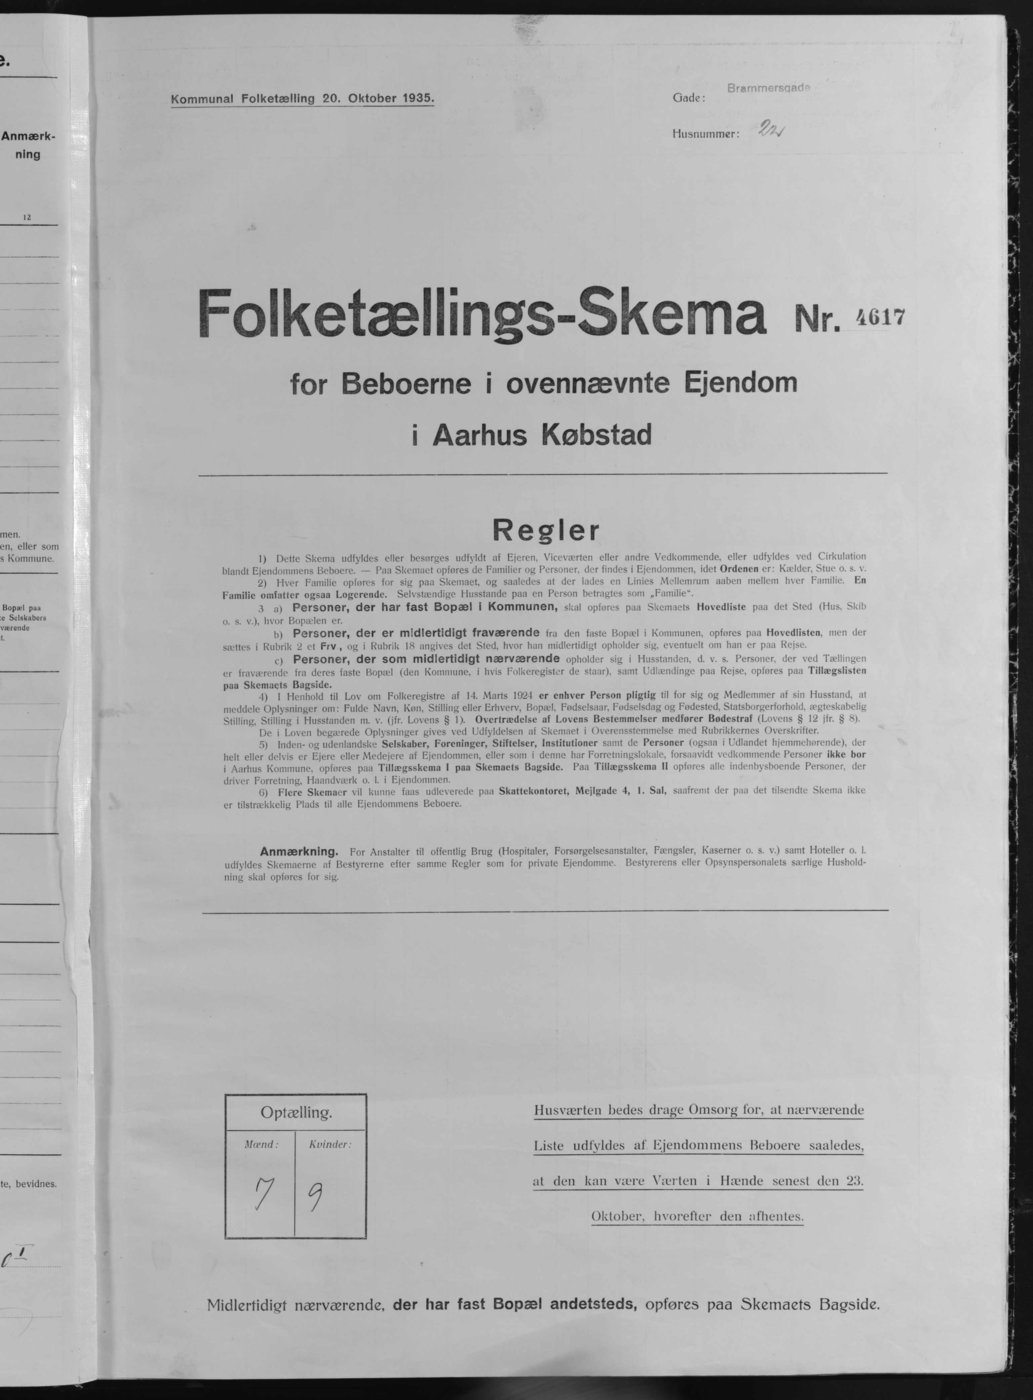 e.
Anmærk-
ning
12
men.
en, eller som
s Kommune.
Bopæl paa
te Selskabers
værende
t.
te, bevidnes.
Kommunal Folketælling 20. Oktober 1935.
Gade: Brammersgade
Husnummer: 22
Folketællings-Skema Nr. 4617
for Beboerne i ovennævnte Ejendom
i Aarhus Købstad
Regler
1) Dette Skema udfyldes eller besørges udfyldt af Ejeren, Viceværten eller andre Vedkommende, eller udfyldes ved Cirkulation
blandt Ejendommens Beboere. — Paa Skemaet opføres de Familier og Personer, der findes i Ejendommen, idet Ordenen er: Kælder, Stue o. s. v.
2) Hver Familie opføres for sig paa Skemaet, og saaledes at der lades en Linies Mellemrum aaben mellem hver Familie. En
Familie omfatter ogsaa Logerende. Selvstændige Husstande paa en Person betragtes som „Familie“.
3 a) Personer, der har fast Bopæl i Kommunen, skal opføres paa Skemaets Hovedliste paa det Sted (Hus, Skib
o. s. v.), hvor Bopælen er.
b) Personer, der er midlertidigt fraværende fra den faste Bopæl i Kommunen, opføres paa Hovedlisten, men der
sættes i Rubrik 2 et Frv., og i Rubrik 18 angives det Sted, hvor han midlertidigt opholder sig, eventuelt om han er paa Rejse.
c) Personer, der som midlertidigt nærværende opholder sig i Husstanden, d. v. s. Personer, der ved Tællingen
er fraværende fra deres faste Bopæl (den Kommune, i hvis Folkeregister de staar), samt Udlændinge paa Rejse, opføres paa Tillægslisten
paa Skemaets Bagside.
4) I Henhold til Lov om Folkeregistre af 14. Marts 1924 er enhver Person pligtig til for sig og Medlemmer af sin Husstand, at
meddele Oplysninger om: Fulde Navn, Køn, Stilling eller Erhverv, Bopæl, Fødselsaar, Fødselsdag og Fødested, Statsborgerforhold, ægteskabelig
Stilling, Stilling i Husstanden m. v. (jfr. Lovens § 1). Overtrædelse af Lovens Bestemmelser medfører Bødestraf (Lovens § 12 jfr. § 8).
De i Loven begærede Oplysninger gives ved Udfyldelsen af Skemaet i Overensstemmelse med Rubrikkernes Overskrifter.
5) Inden- og udenlandske Selskaber, Foreninger, Stiftelser, Institutioner samt de Personer (ogsaa i Udlandet hjemmehørende), der
helt eller delvis er Ejere eller Medejere af Ejendommen, eller som i denne har Forretningslokale, forsaavidt vedkommende Personer ikke bor
i Aarhus Kommune, opføres paa Tillægsskema I paa Skemaets Bagside. Paa Tillægsskema II opføres alle indenbysboende Personer, der
driver Forretning, Haandværk o. l. i Ejendommen.
6) Flere Skemaer vil kunne faas udleverede paa Skattekontoret, Mejlgade 4, 1. Sal, saafremt der paa det tilsendte Skema ikke
er tilstrækkelig Plads til alle Ejendommens Beboere.
Anmærkning. For Anstalter til offentlig Brug (Hospitaler, Forsørgelsesanstalter, Fængsler, Kaserner o. s. v.) samt Hoteller o. l.
udfyldes Skemaerne af Bestyrerne efter samme Regler som for private Ejendomme. Bestyrerens eller Opsynspersonalets særlige Hushold-
ning skal opføres for sig.
Optælling.
Mænd: Kvinder:
7 9
Husværten bedes drage Omsorg for, at nærværende
Liste udfyldes af Ejendommens Beboere saaledes,
at den kan være Værten i Hænde senest den 23.
Oktober, hvorefter den afhentes.
Midlertidigt nærværende, der har fast Bopæl andetsteds, opføres paa Skemaets Bagside.